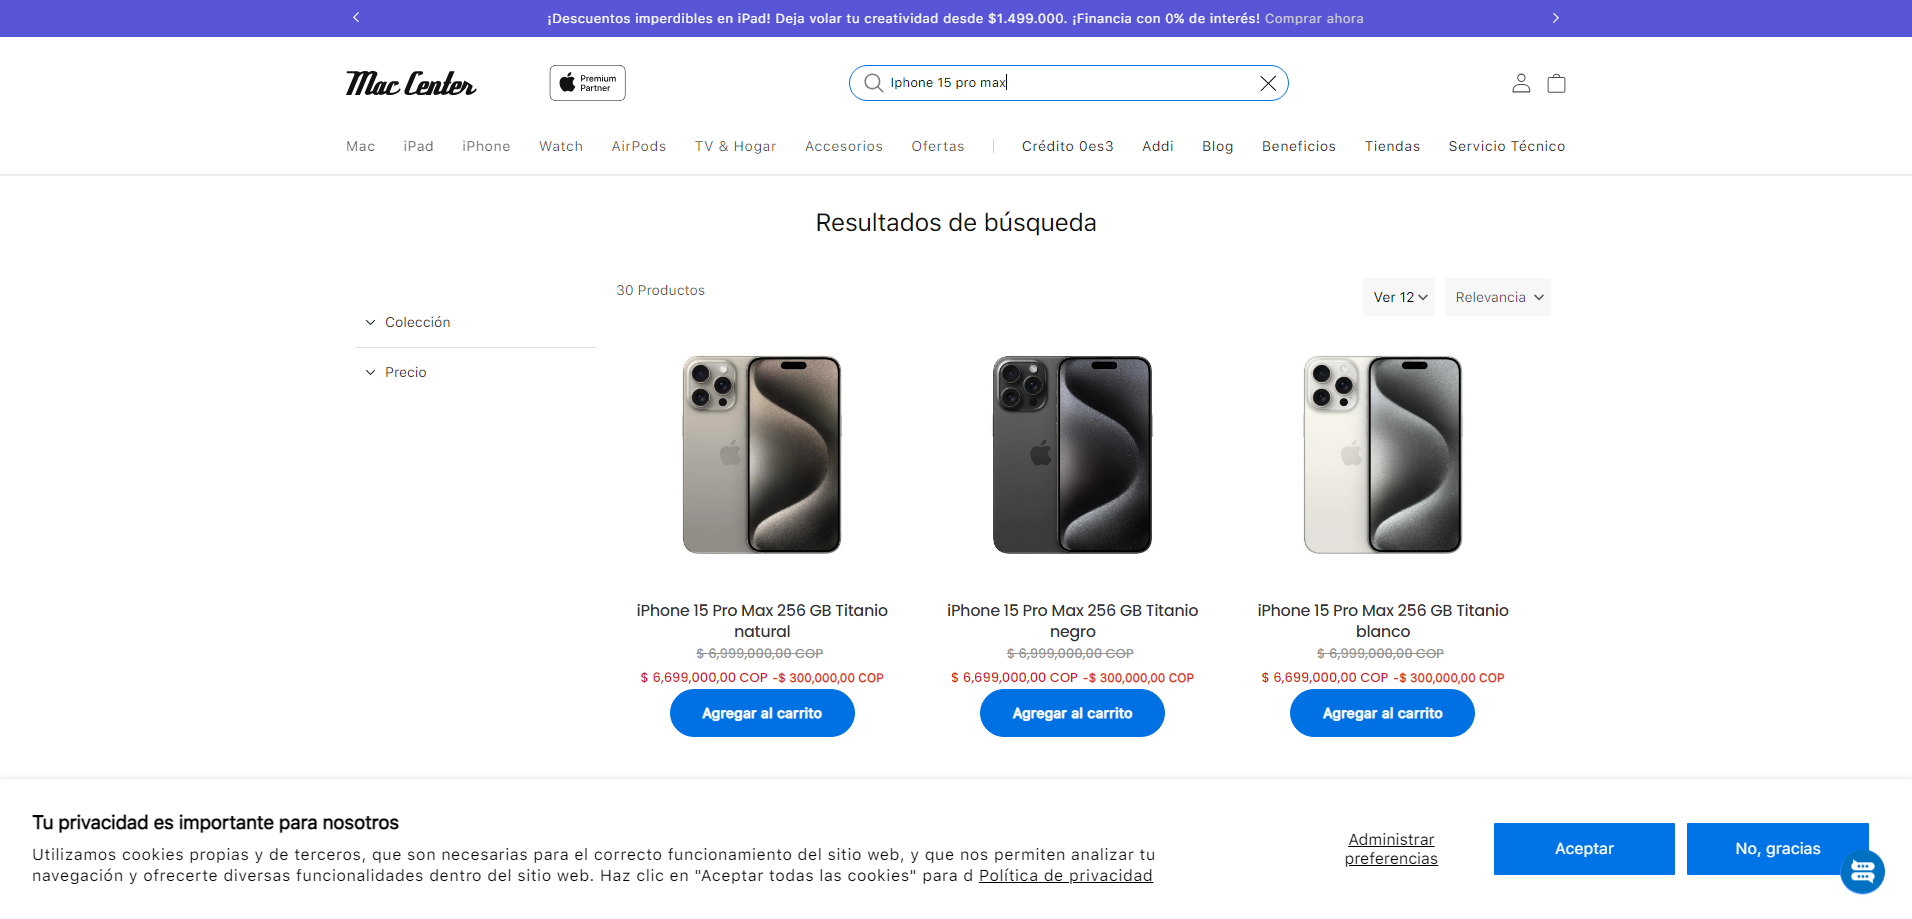 ¡Descuentos imperdibles en iPad! Deja volar tu creatividad desde $1.499.000. ¡Financia con 0% de interés! Comprar ahora
Mac Center
Premium
Partner
Iphone 15 pro max
Mac iPad iPhone Watch AirPods TV & Hogar Accesorios Ofertas Crédito 0es3 Addi Blog Beneficios Tiendas Servicio Técnico
Resultados de búsqueda
30 Productos
Ver 12
Relevancia
Colección
Precio
iPhone 15 Pro Max 256 GB Titanio
natural
$ 6,999,000,00 COP
$ 6,699,000,00 COP -$ 300,000,00 COP
Agregar al carrito
iPhone 15 Pro Max 256 GB Titanio
negro
$ 6,999,000,00 COP
$ 6,699,000,00 COP -$ 300,000,00 COP
Agregar al carrito
iPhone 15 Pro Max 256 GB Titanio
blanco
$ 6,999,000,00 COP
$ 6,699,000,00 COP -$ 300,000,00 COP
Agregar al carrito
Tu privacidad es importante para nosotros
Utilizamos cookies propias y de terceros, que son necesarias para el correcto funcionamiento del sitio web, y que nos permiten analizar tu
navegación y ofrecerte diversas funcionalidades dentro del sitio web. Haz clic en "Aceptar todas las cookies" para d Política de privacidad
Administrar
preferencias
Aceptar
No, gracias